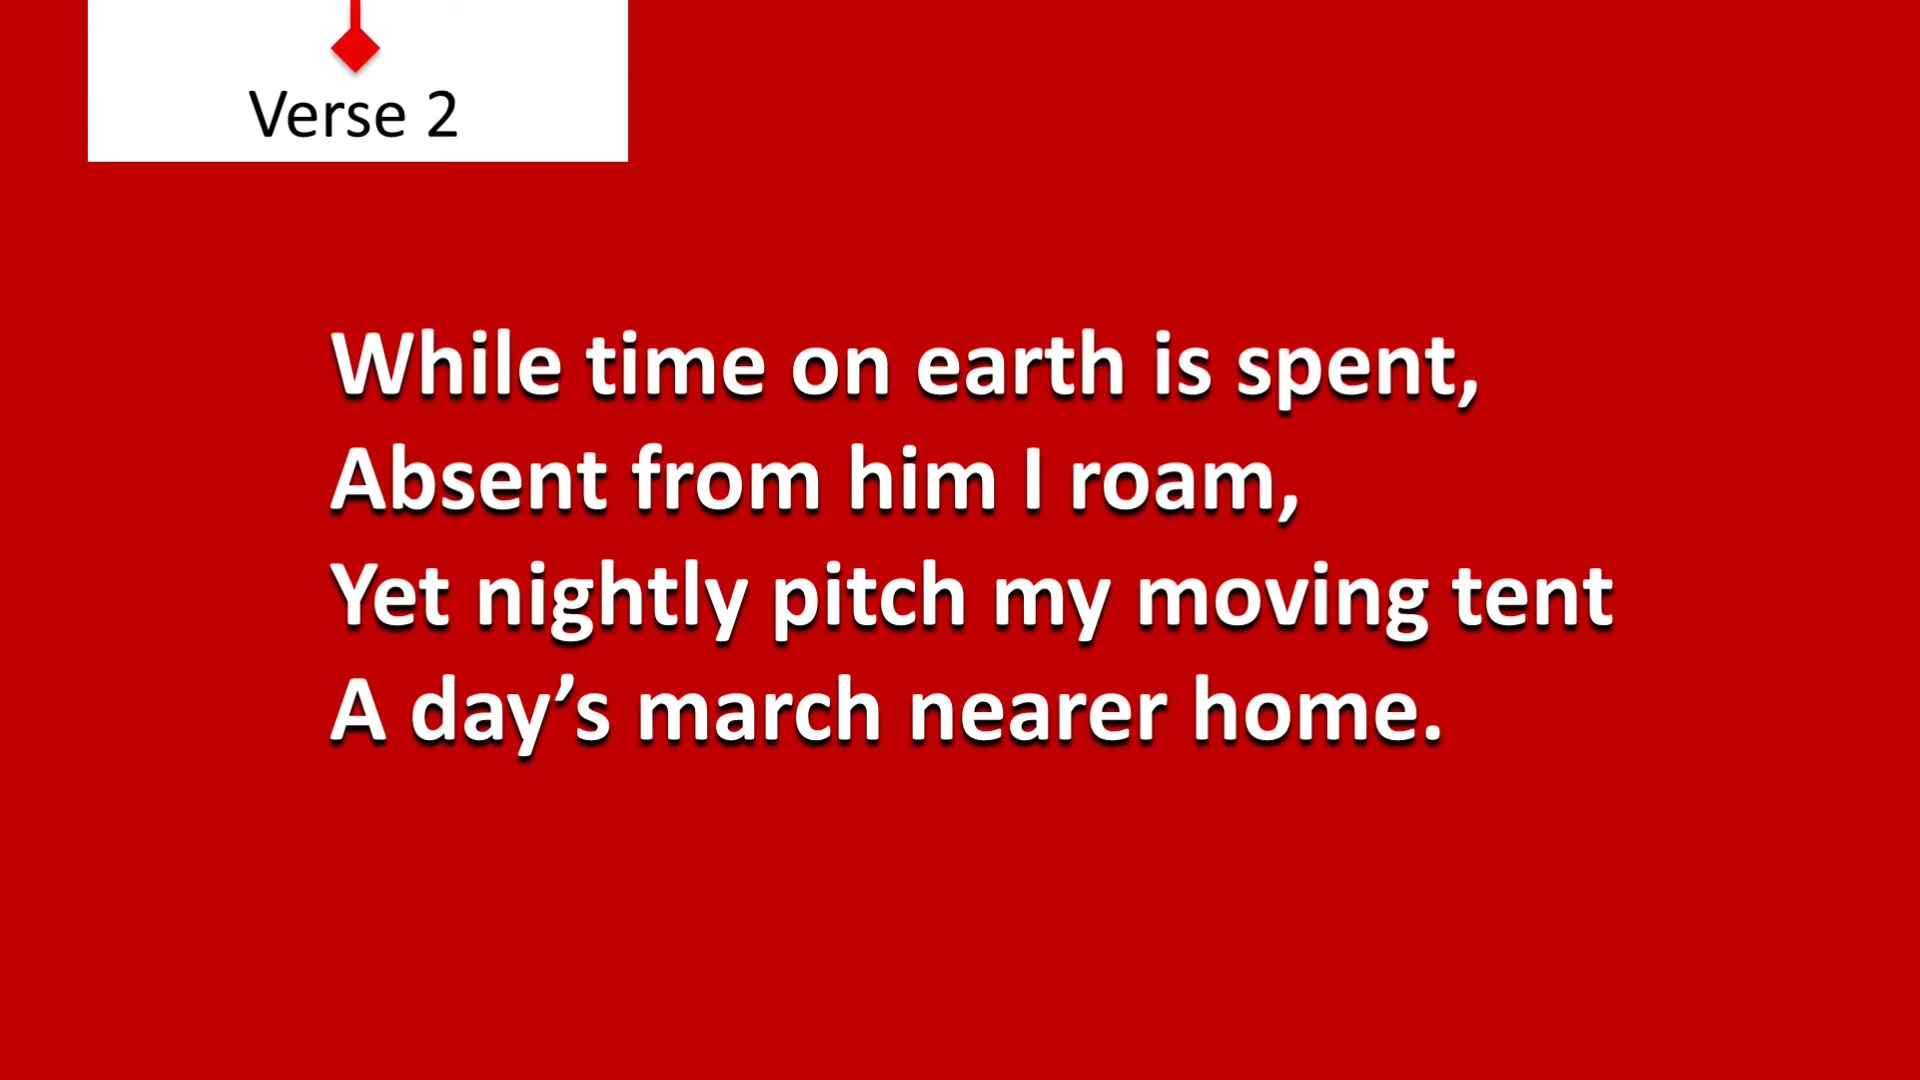 Verse 2
While time on earth is spent,
Absent from him I roam,
Yet nightly pitch my moving tent
A day’s march nearer home.